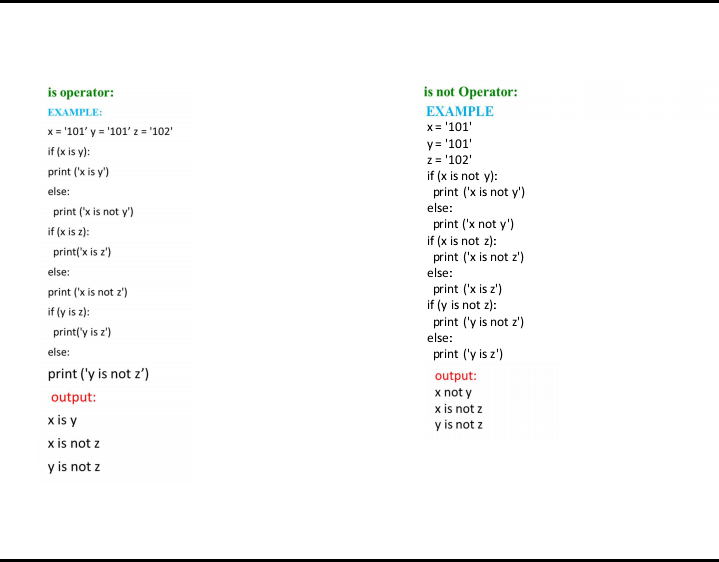 is operator:
EXAMPLE:
x = '101’ y = '101’ z = '102'
if (x is y):
print ('x is y')
else:
print ('x is not y')
if (x is z):
print('x is z')
else:
print ('x is not z')
if (y is z):
print('y is z')
else:
print ('y is not z’)
output:
x is y
x is not z
y is not z
is not Operator:
EXAMPLE
x = '101'
y = '101'
z = '102'
if (x is not y):
print ('x is not y')
else:
print ('x not y')
if (x is not z):
print ('x is not z')
else:
print ('x is z')
if (y is not z):
print ('y is not z')
else:
print ('y is z')
output:
x not y
x is not z
y is not z